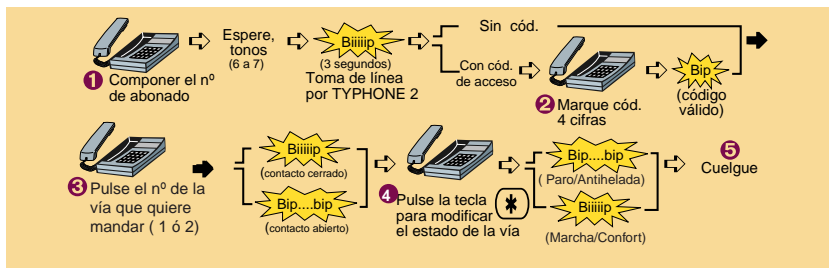 1 Componer el nº
de abonado
Espere,
tonos
(6 a 7)
Biiiiip
(3 segundos)
Toma de línea
por TYPHONE 2
Sin cód.
Con cód.
de acceso
2 Marque cód.
4 cifras
Bip
(código
válido)
3 Pulse el nº de la
vía que quiere
mandar ( 1 ó 2)
Biiiiip
(contacto cerrado)
Bip....bip
(contacto abierto)
4 Pulse la tecla
para modificar
el estado de la vía
*
Bip....bip
( Paro/Antihelada)
Biiiiip
(Marcha/Confort)
5
Cuelgue